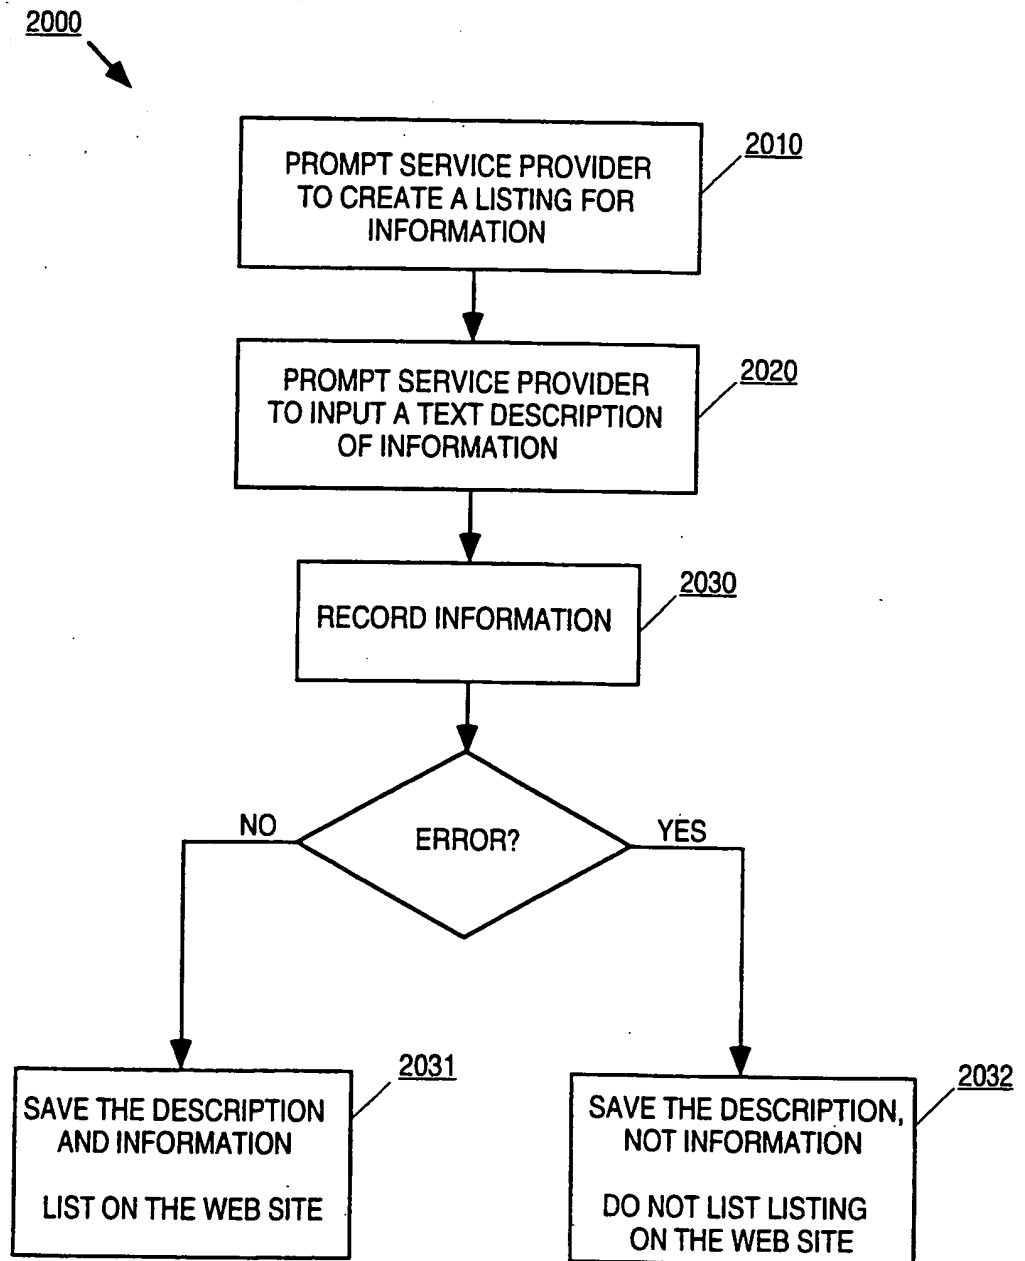 2000
PROMPT SERVICE PROVIDER
TO CREATE A LISTING FOR
INFORMATION
2010
PROMPT SERVICE PROVIDER
TO INPUT A TEXT DESCRIPTION
OF INFORMATION
2020
RECORD INFORMATION
2030
ERROR?
NO
YES
SAVE THE DESCRIPTION
AND INFORMATION
LIST ON THE WEB SITE
2031
SAVE THE DESCRIPTION,
NOT INFORMATION
DO NOT LIST LISTING
ON THE WEB SITE
2032